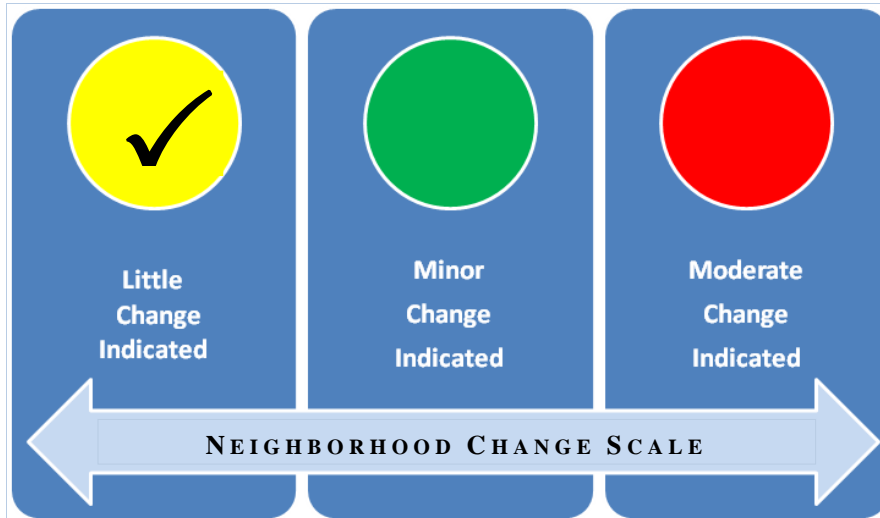 Little
Change
Indicated
Minor
Change
Indicated
Moderate
Change
Indicated
NEIGHBORHOOD CHANGE SCALE